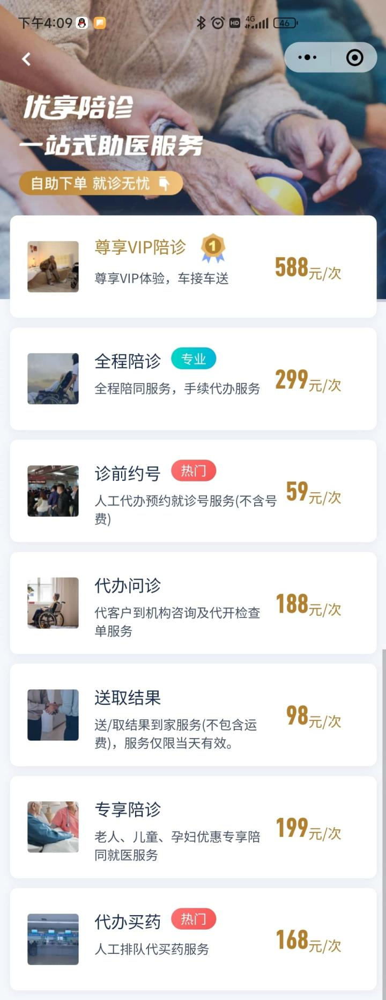 下午4:09
HD
4G
46
优享陪诊
一站式助医服务
自助下单 就诊无忧
尊享VIP陪诊
1
尊享VIP体验，车接车送
588元/次
全程陪诊
专业
全程陪同服务，手续代办服务
299元/次
诊前约号
热门
人工代办预约就诊号服务(不含号
费)
59元/次
代办问诊
代客户到机构咨询及代开检查
单服务
188元/次
送取结果
送/取结果到家服务(不包含运
费)，服务仅限当天有效。
98元/次
专享陪诊
老人、儿童、孕妇优惠专享陪
同就医服务
199元/次
代办买药
热门
人工排队代买药服务
168元/次